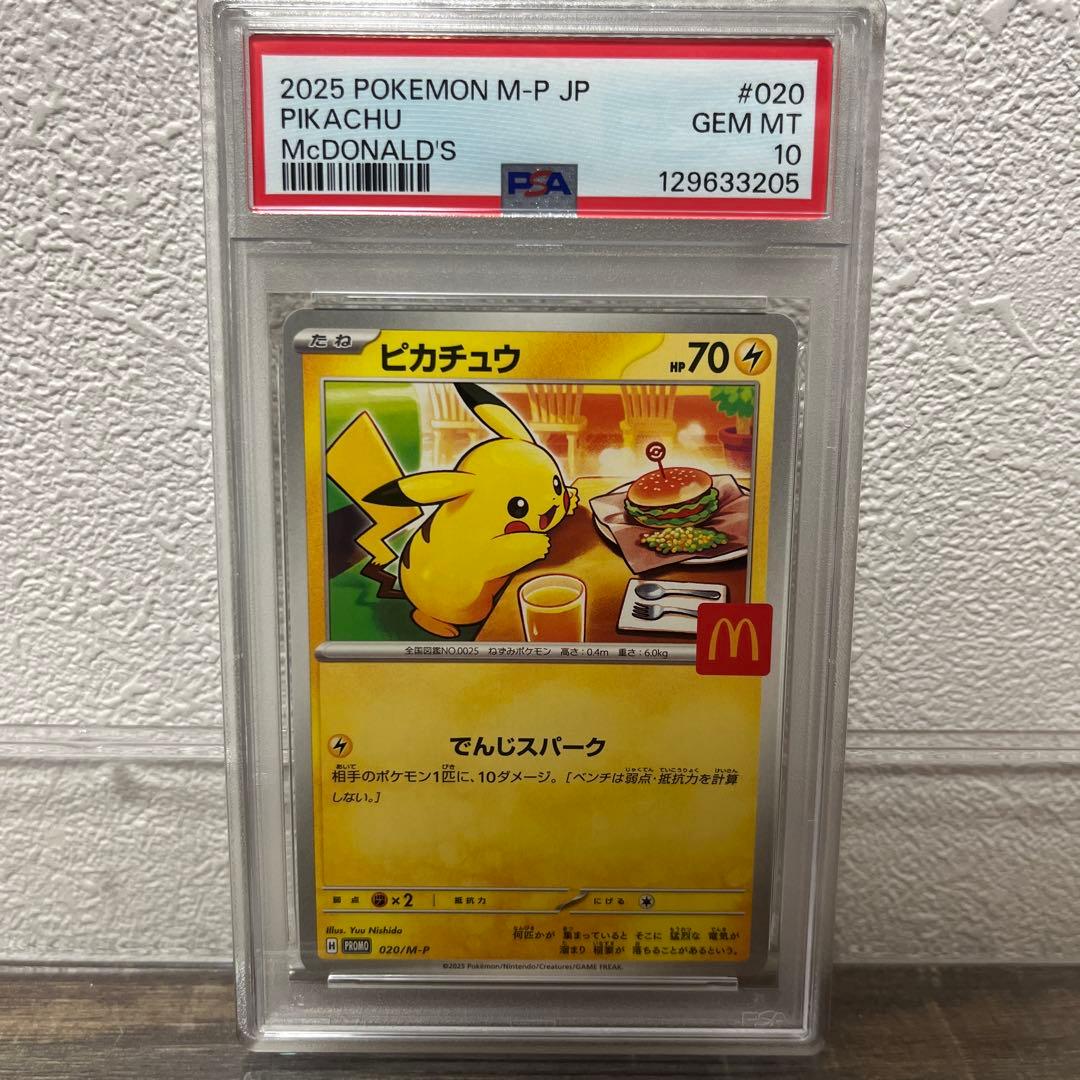 2025 POKEMON M-P JP #020
PIKACHU GEM MT
McDONALD'S 10
PSA 129633205
たね ピカチュウ HP70
全国図鑑NO.0025 ねずみポケモン 高さ:0.4m 重さ:6.0kg
でんじスパーク
相手のポケモン1匹に、10ダメージ。[ベンチは弱点・抵抗力を計算
しない。]
弱点 ×2 抵抗力 にげる
Illus. Yuu Nishida
何匹かが 集まっていると そこに 猛烈な 電気が
H PROMO 020/M-P
溜まり 稲妻が 落ちることがあるという。
©2025 Pokémon/Nintendo/Creatures/GAME FREAK.
PSA